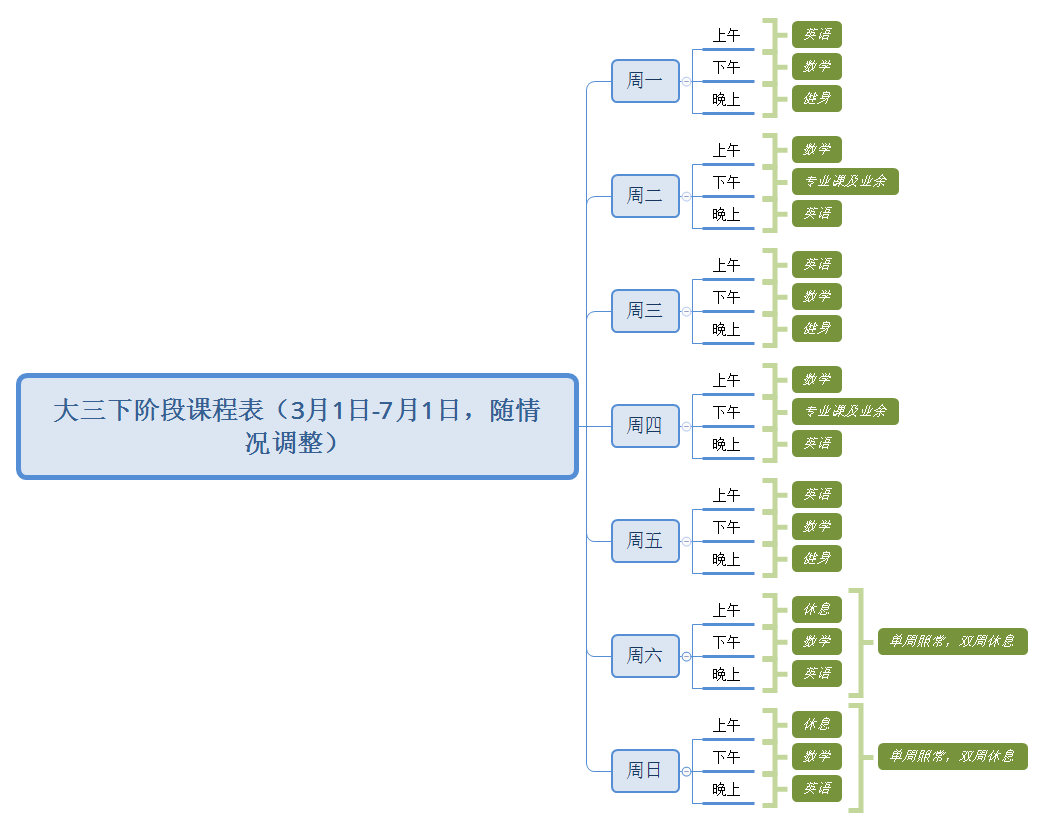 大三下阶段课程表（3月1日-7月1日，随情
况调整）
周一
上午
英语
下午
数学
晚上
健身
周二
上午
数学
下午
专业课及业余
晚上
英语
周三
上午
英语
下午
数学
晚上
健身
周四
上午
数学
下午
专业课及业余
晚上
英语
周五
上午
英语
下午
数学
晚上
健身
周六
上午
休息
下午
数学
晚上
英语
单周照常，双周休息
周日
上午
休息
下午
数学
晚上
英语
单周照常，双周休息